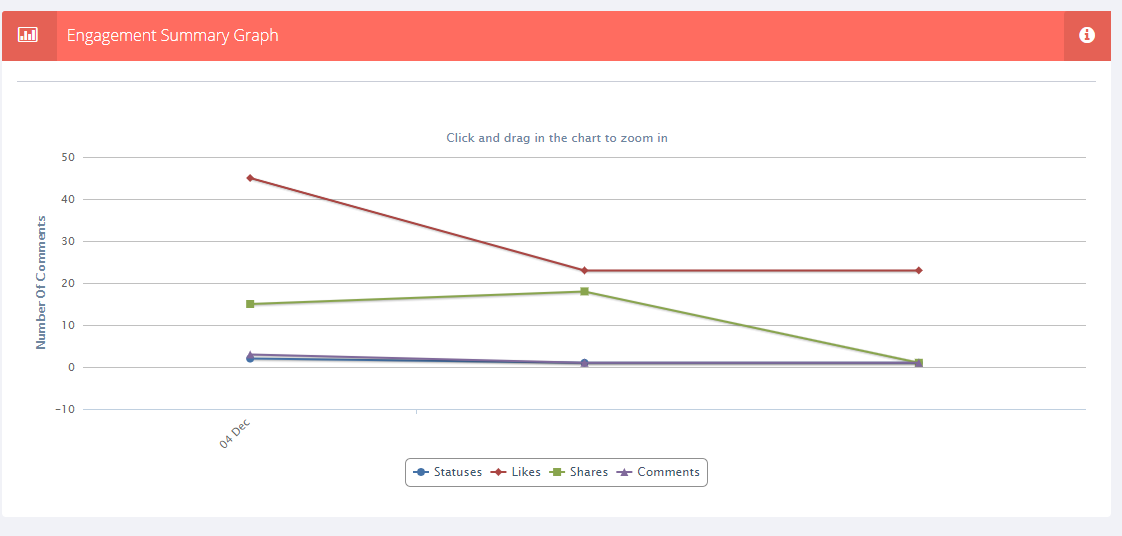 Engagement Summary Graph
Click and drag in the chart to zoom in
Number Of Comments
50
40
30
20
10
0
-10
04 Dec
Statuses Likes Shares Comments